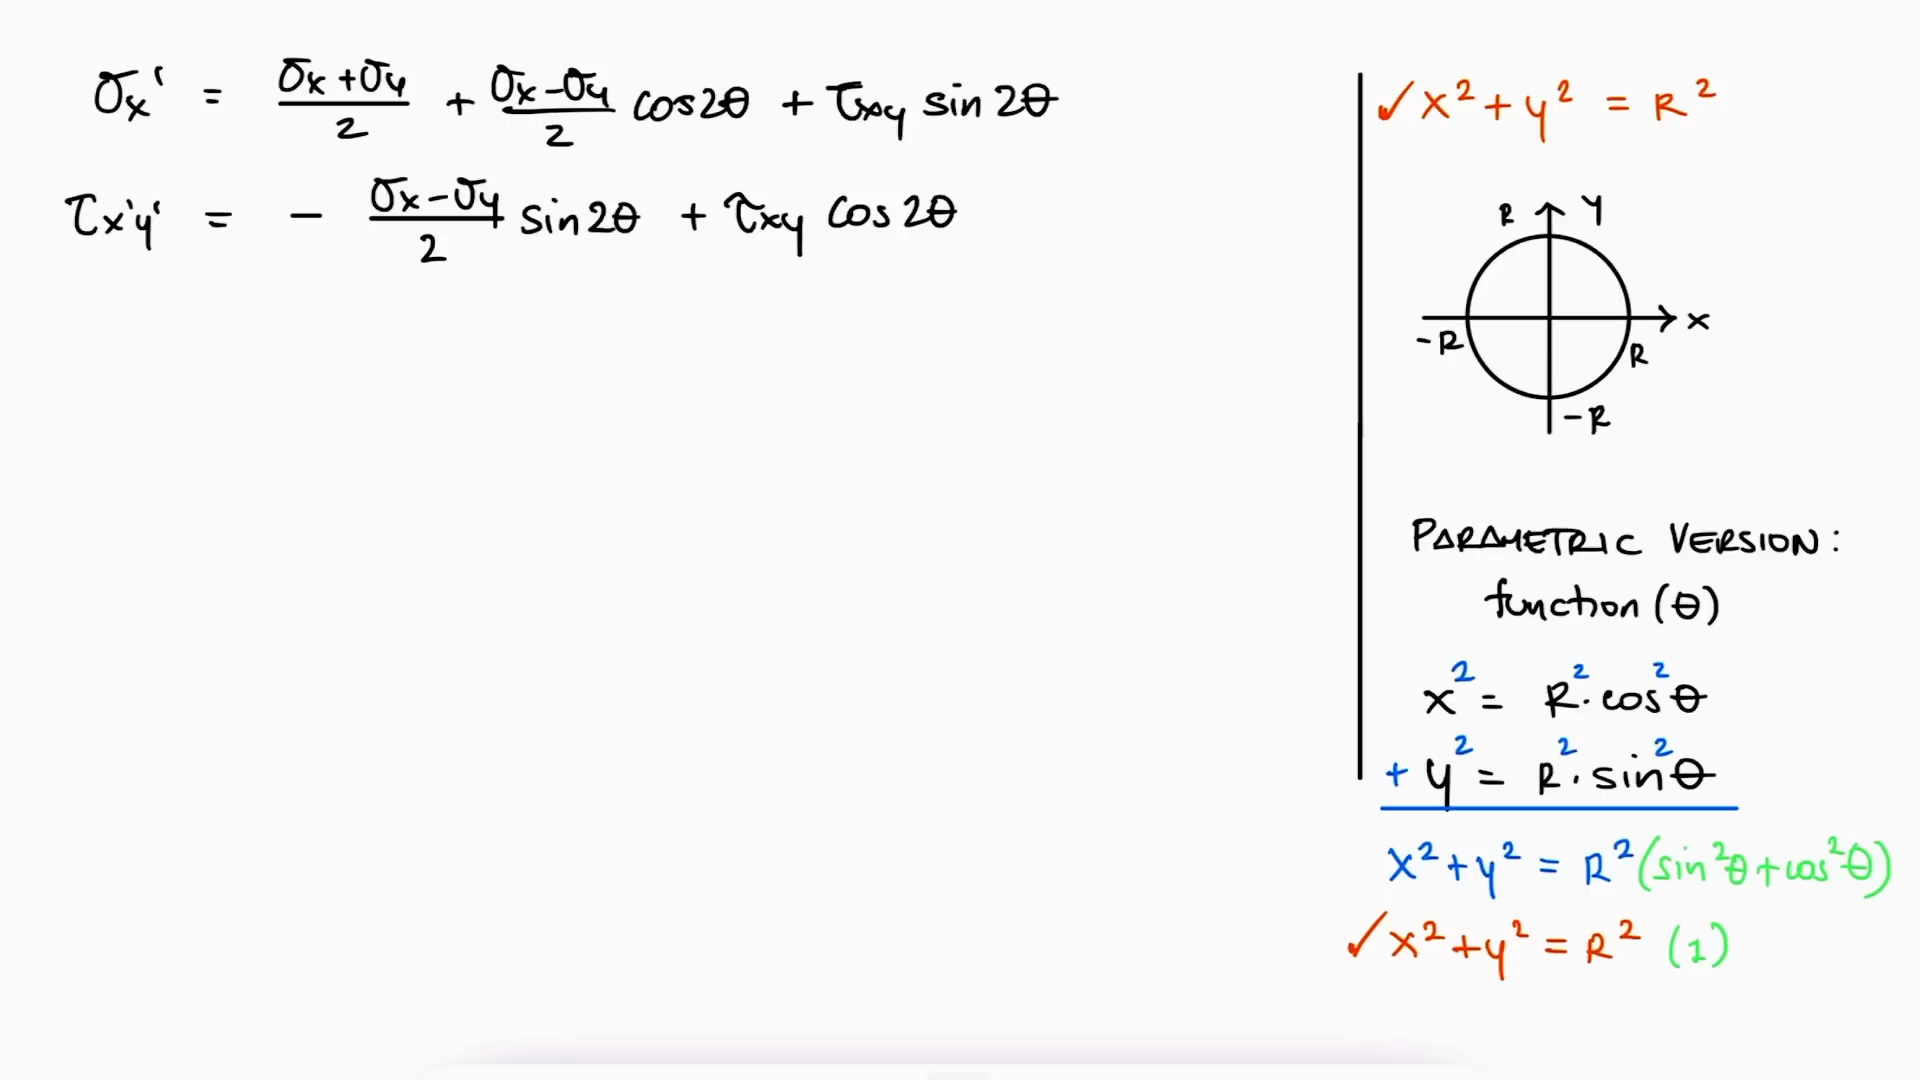 σx' = σx+σy/2 + σx-σy/2 cos2θ + τxy sin 2θ
τx'y' = - σx-σy/2 sin2θ + τxy cos 2θ
✓ x² + y² = R²
R Y
x
-R
R
-R
PARAMETRIC VERSION:
function (θ)
x² = R² · cos²θ
+ y² = R² · sin²θ
x² + y² = R² (sin²θ + cos²θ)
✓ x² + y² = R² (1)